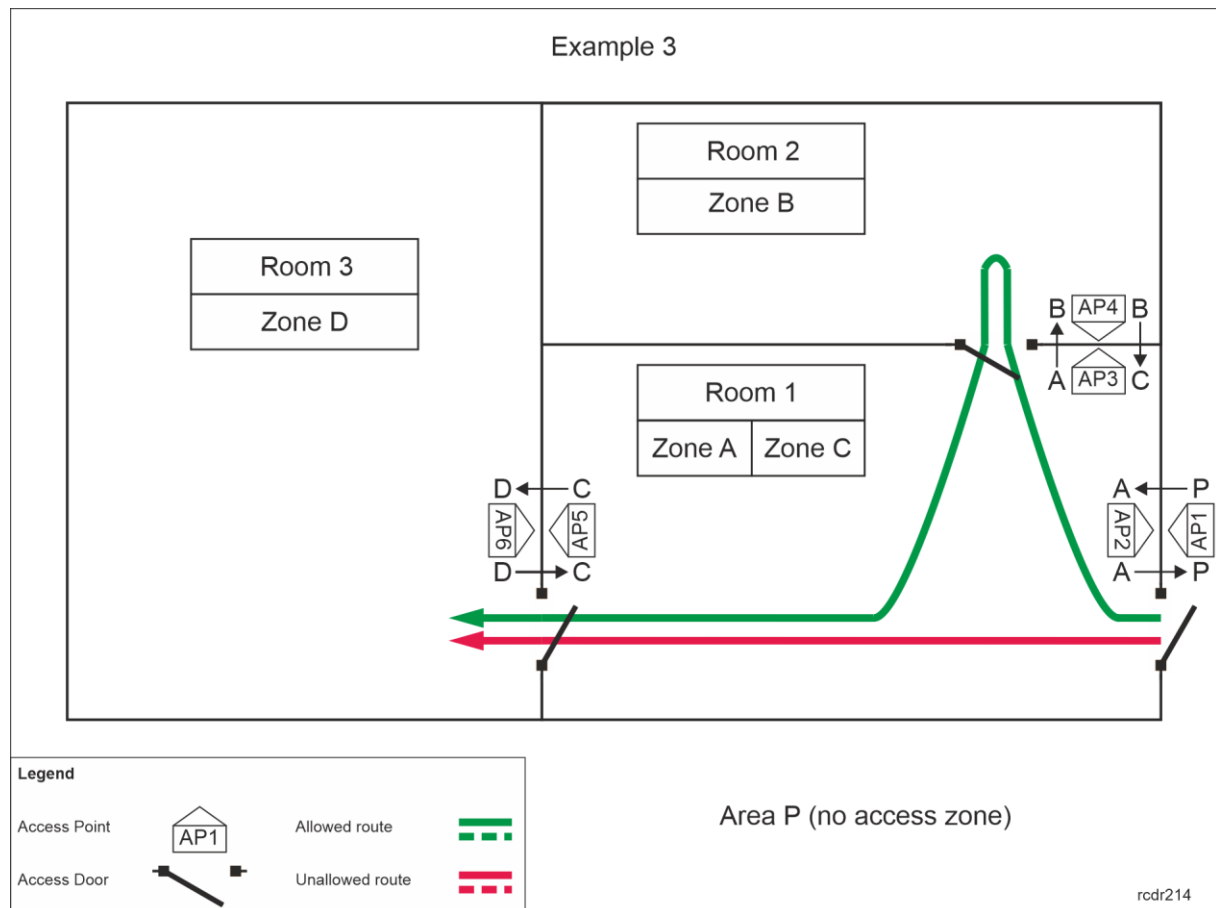 Example 3
Room 2
Zone B
Room 3
Zone D
B AP4 B
A AP3 C
Room 1
Zone A Zone C
D C
AP6 AP5
D C
A P
AP2 AP1
A P
Legend
Access Point AP1 Allowed route
Access Door Unallowed route
Area P (no access zone)
rcdr214